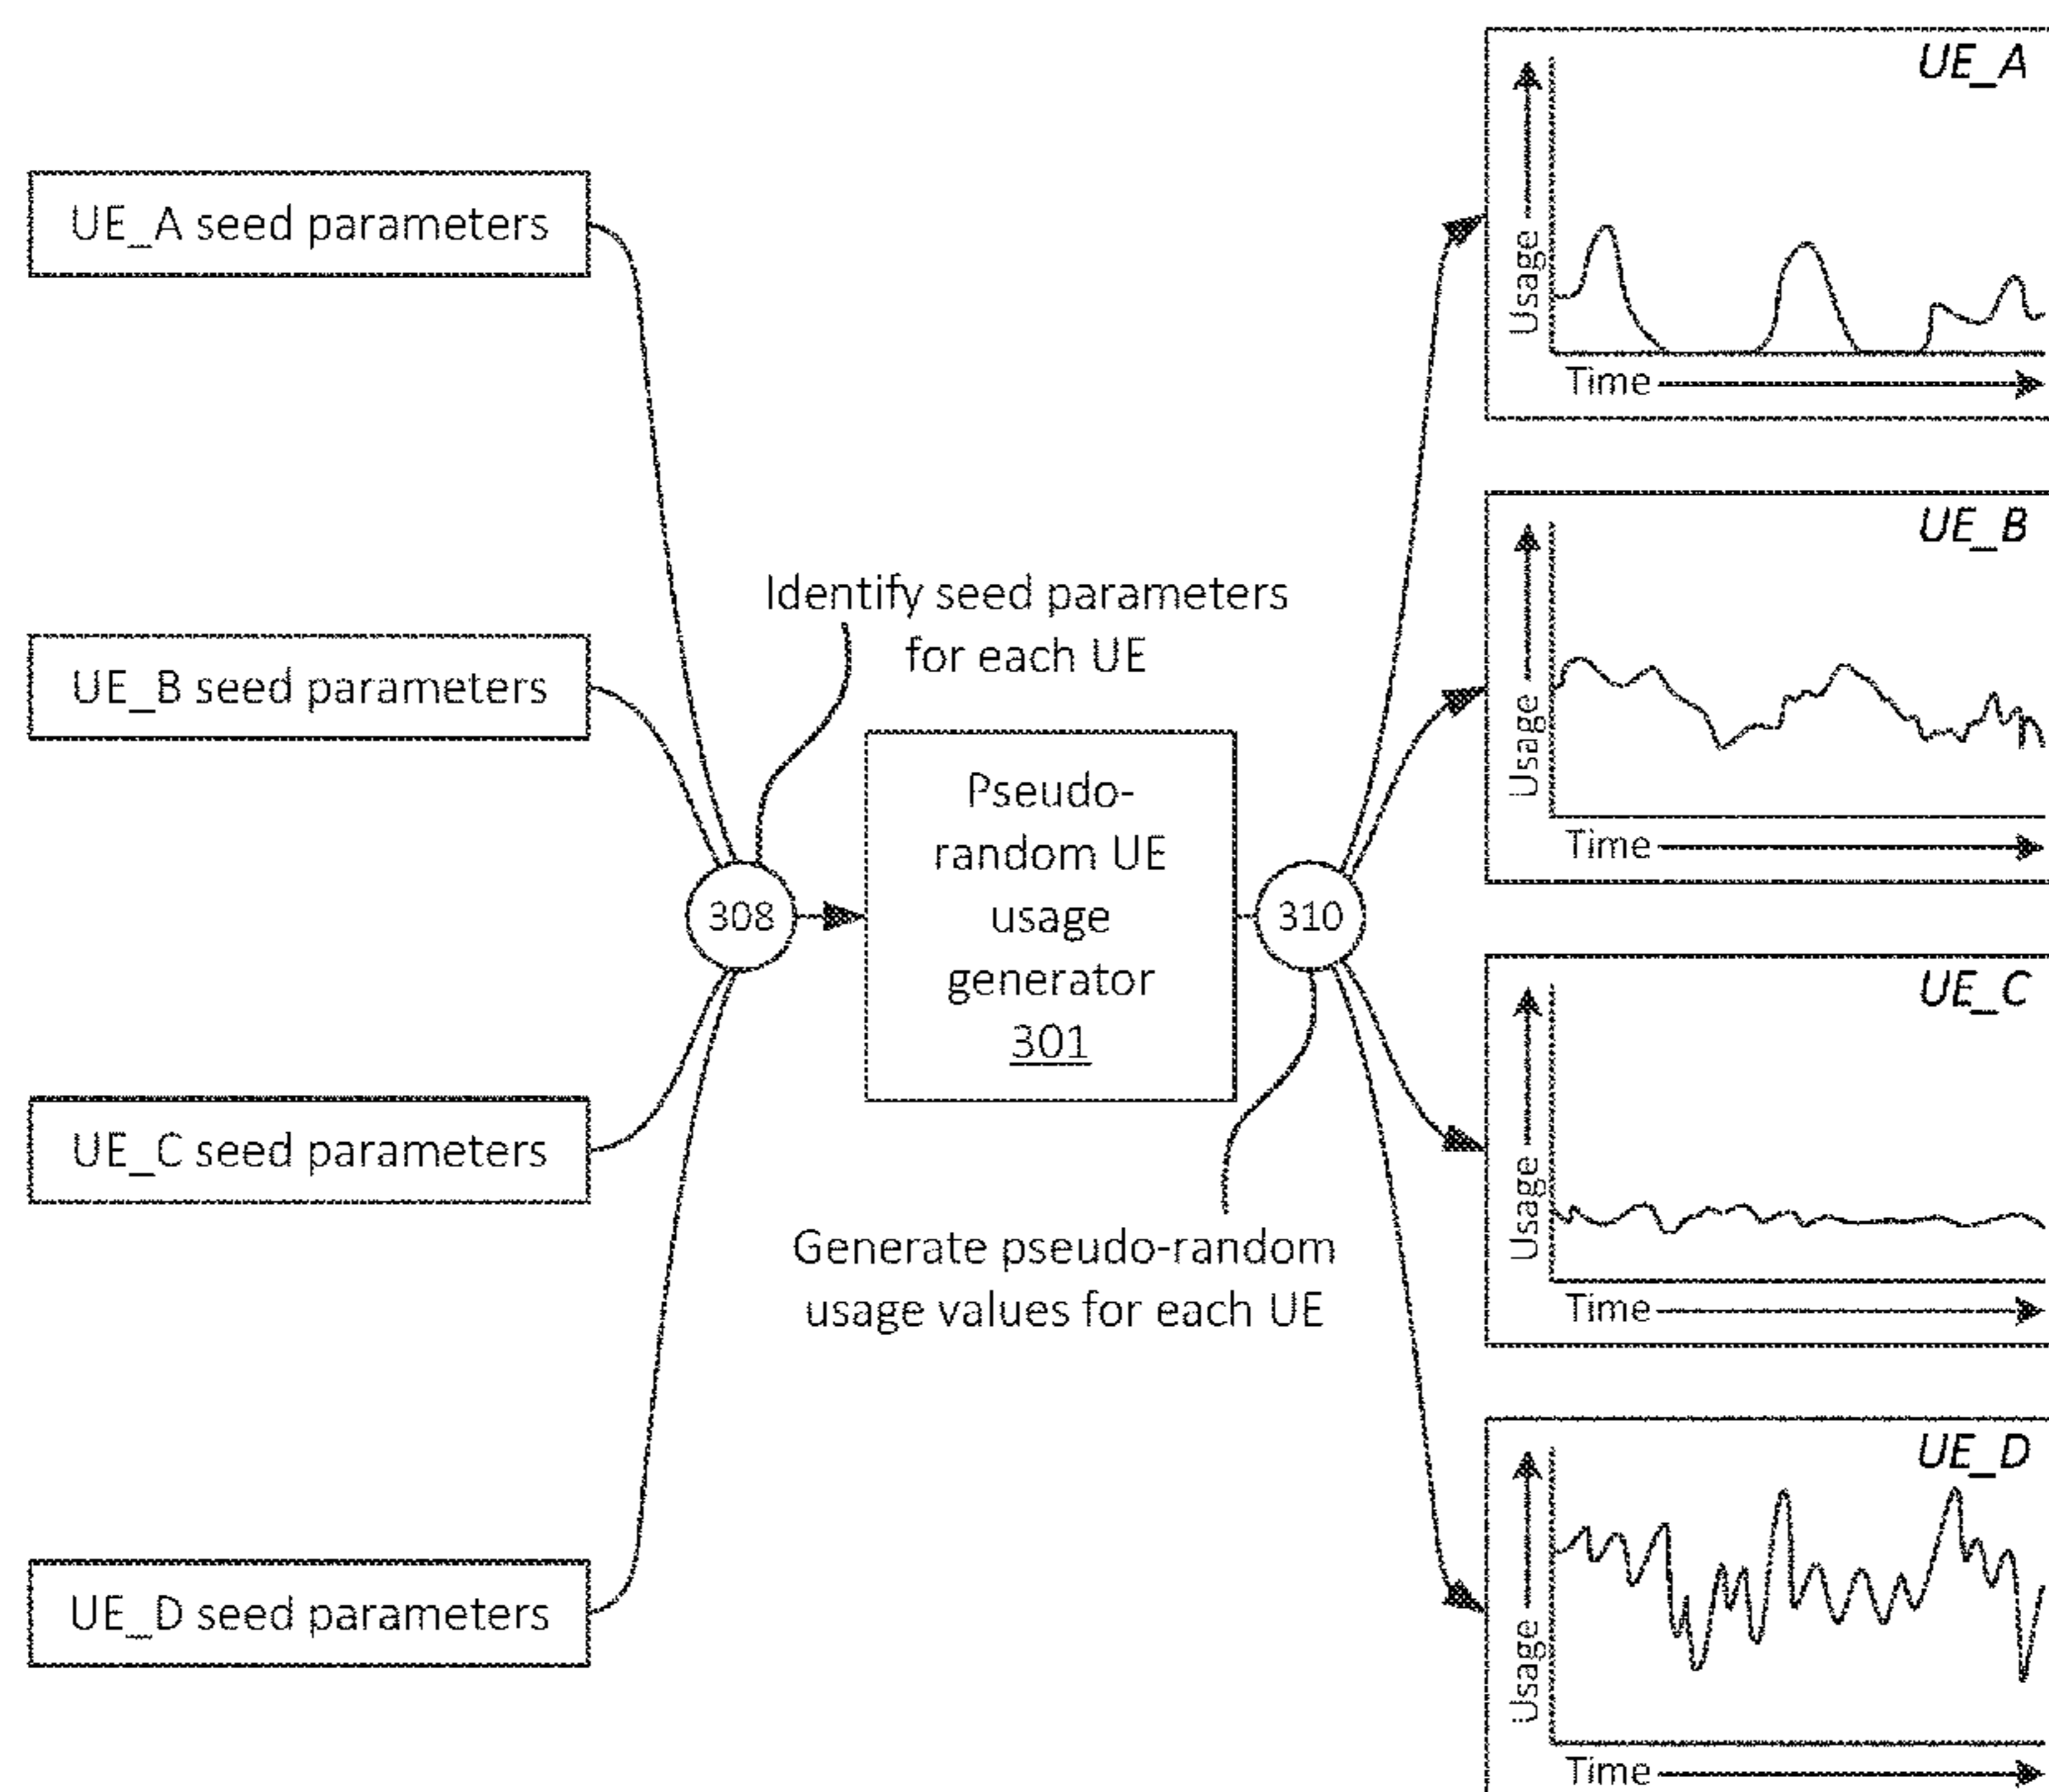 UE_A seed parameters
UE_B seed parameters
UE_C seed parameters
UE_D seed parameters
Identify seed parameters
for each UE
308
Pseudo-
random UE
usage
generator
301
310
Generate pseudo-random
usage values for each UE
UE_A
Usage
Time
UE_B
Usage
Time
UE_C
Usage
Time
UE_D
Usage
Time